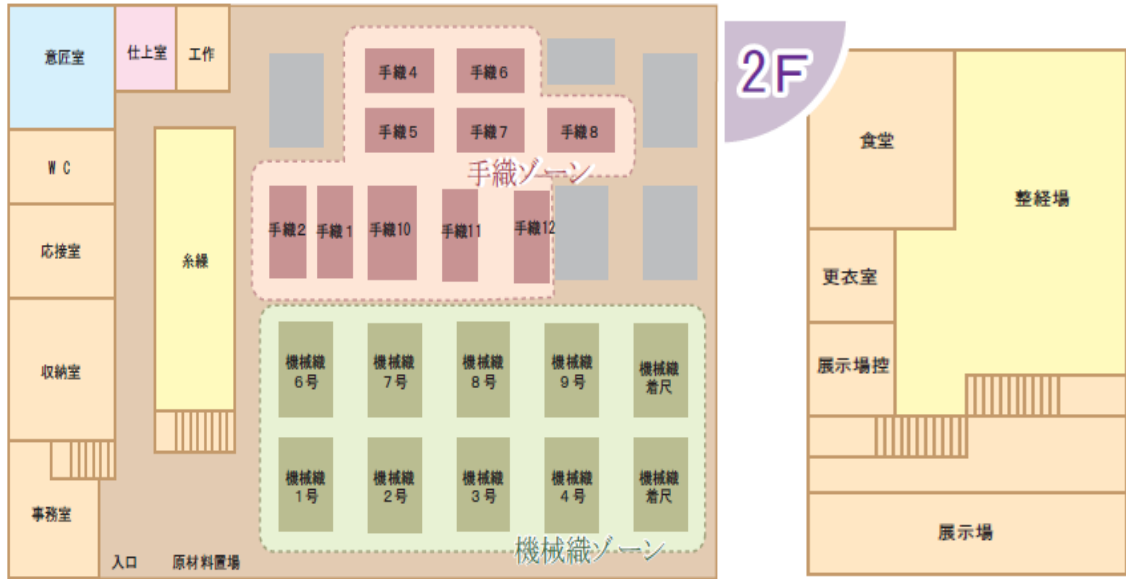 意匠室
仕上室
工作
手織4
手織6
手織5
手織7
手織8
手織ゾーン
WC
応接室
糸繰
手織2
手織1
手織10
手織11
手織12
収納室
機械織
6号
機械織
7号
機械織
8号
機械織
9号
機械織
着尺
機械織
1号
機械織
2号
機械織
3号
機械織
4号
機械織
着尺
機械織ゾーン
事務室
入口
原材料置場
2F
食堂
整経場
更衣室
展示場控
展示場